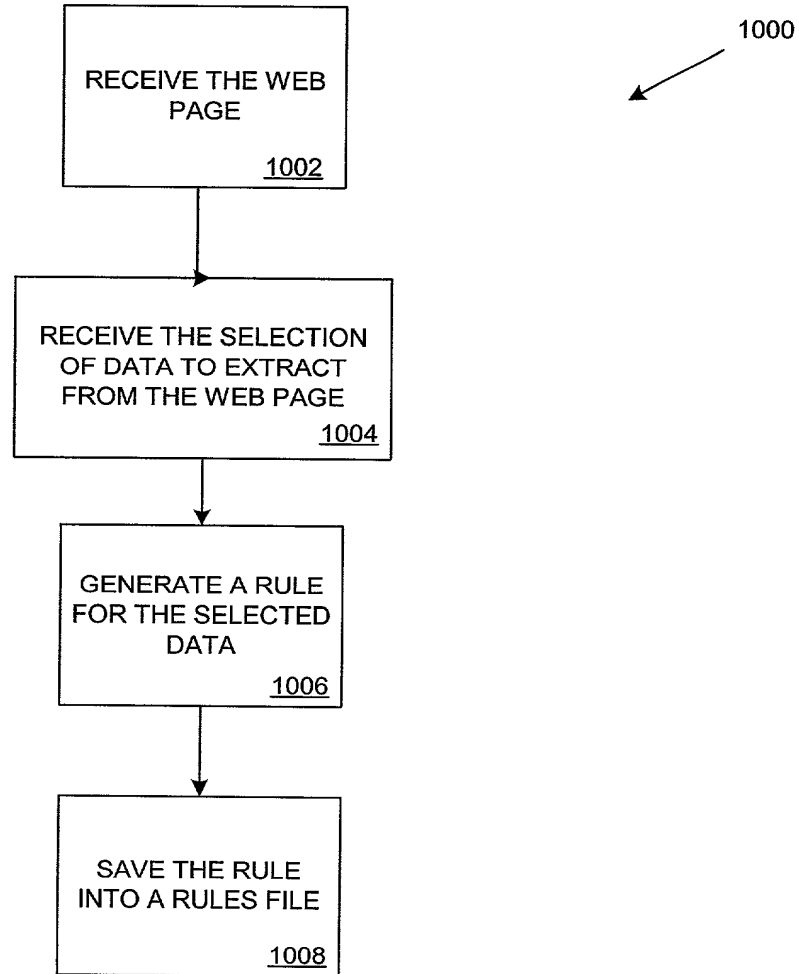 1000
RECEIVE THE WEB
PAGE
1002
RECEIVE THE SELECTION
OF DATA TO EXTRACT
FROM THE WEB PAGE
1004
GENERATE A RULE
FOR THE SELECTED
DATA
1006
SAVE THE RULE
INTO A RULES FILE
1008